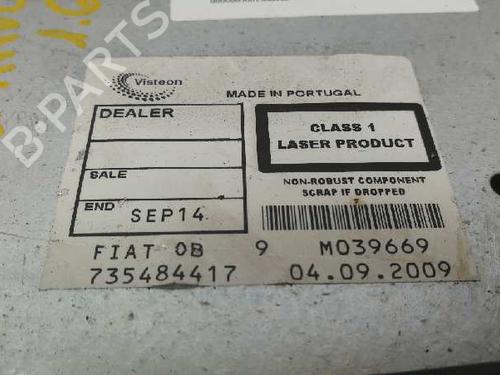 Visteon
MADE IN PORTUGAL
DEALER
SALE
END SEP14
CLASS 1
LASER PRODUCT
NON-ROBUST COMPONENT
SCRAP IF DROPPED
FIAT 0B 9 M039669
735484417 04.09.2009
B-PARTS